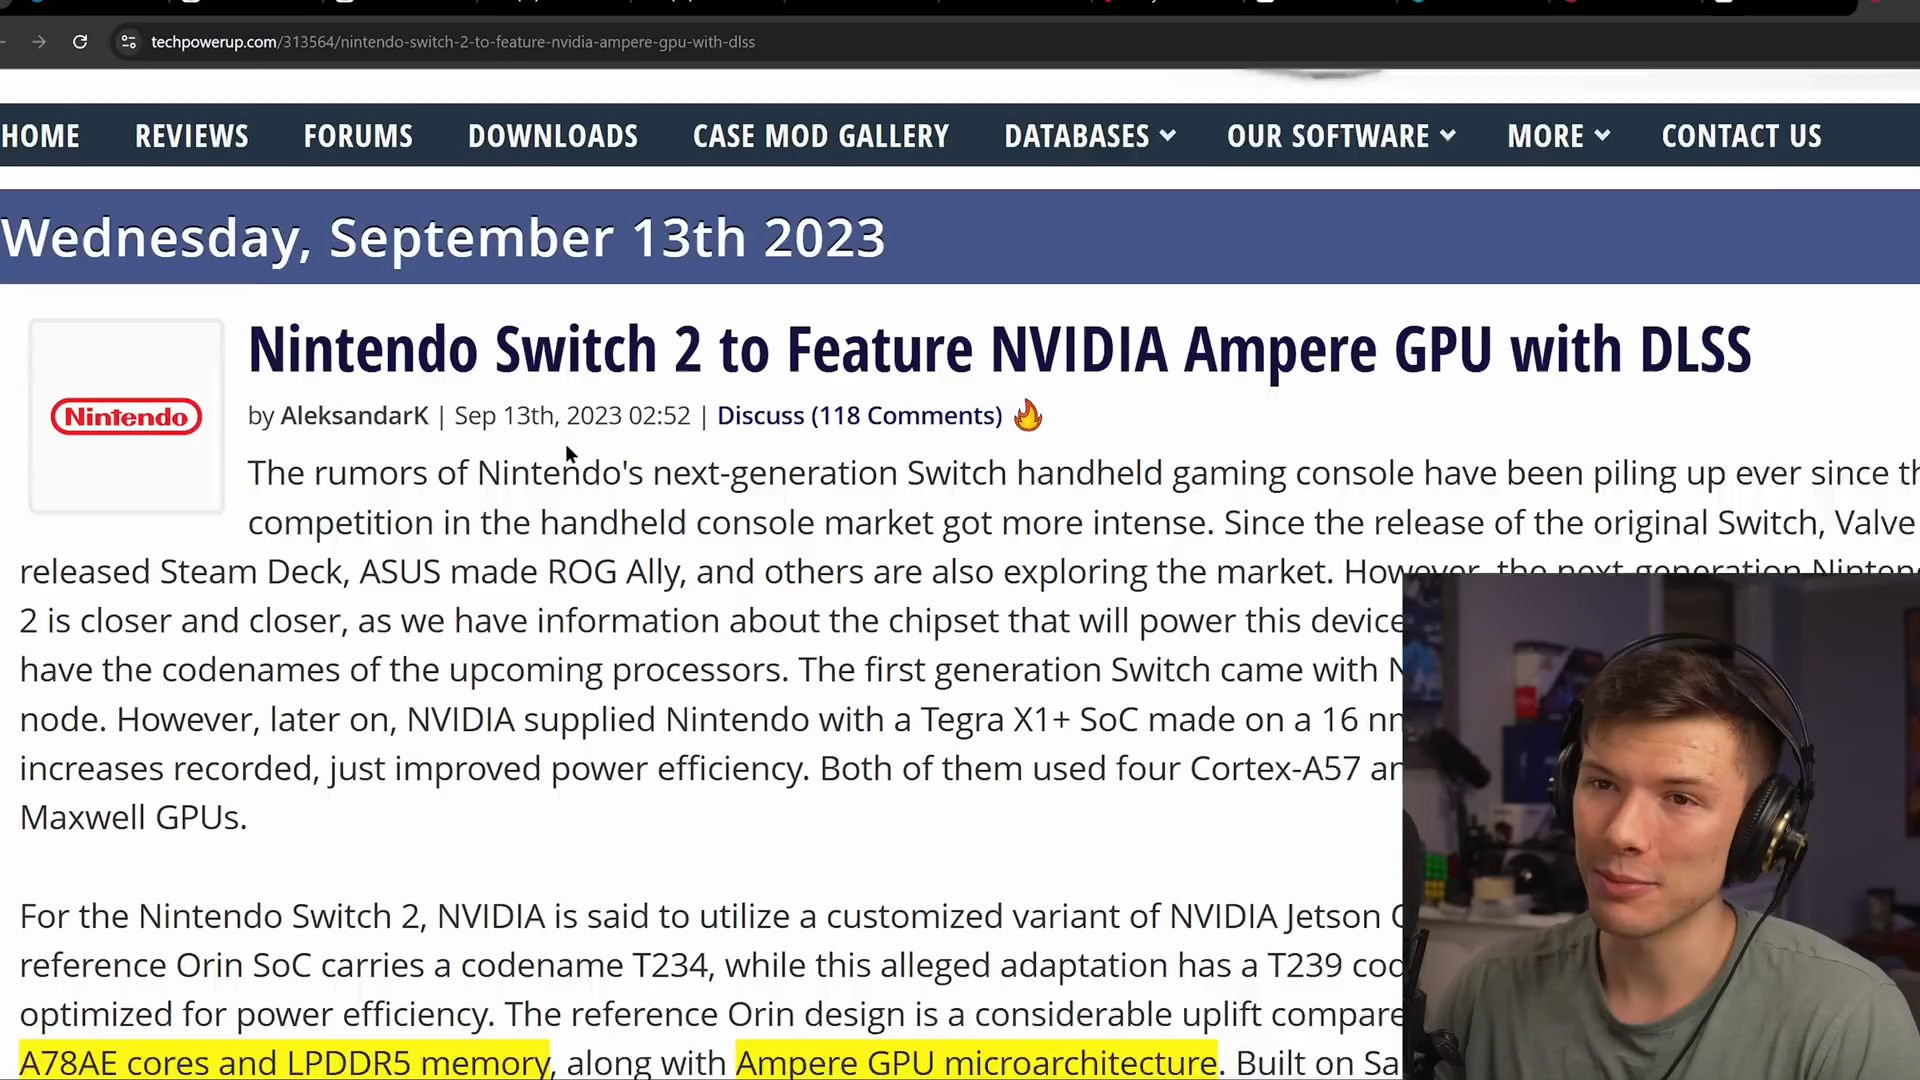 techpowerup.com/313564/nintendo-switch-2-to-feature-nvidia-ampere-gpu-with-dlss
HOME REVIEWS FORUMS DOWNLOADS CASE MOD GALLERY DATABASES OUR SOFTWARE MORE CONTACT US
Wednesday, September 13th 2023
Nintendo
Nintendo Switch 2 to Feature NVIDIA Ampere GPU with DLSS
by AleksandarK | Sep 13th, 2023 02:52 | Discuss (118 Comments)
The rumors of Nintendo's next-generation Switch handheld gaming console have been piling up ever since
competition in the handheld console market got more intense. Since the release of the original Switch, Valve
released Steam Deck, ASUS made ROG Ally, and others are also exploring the market. However, the next-generation
2 is closer and closer, as we have information about the chipset that will power this device
have the codenames of the upcoming processors. The first generation Switch came with
node. However, later on, NVIDIA supplied Nintendo with a Tegra X1+ SoC made on a 16 nm
increases recorded, just improved power efficiency. Both of them used four Cortex-A57
Maxwell GPUs.
For the Nintendo Switch 2, NVIDIA is said to utilize a customized variant of NVIDIA Jetson
reference Orin SoC carries a codename T234, while this alleged adaptation has a T239
optimized for power efficiency. The reference Orin design is a considerable uplift
A78AE cores and LPDDR5 memory, along with Ampere GPU microarchitecture. Built on